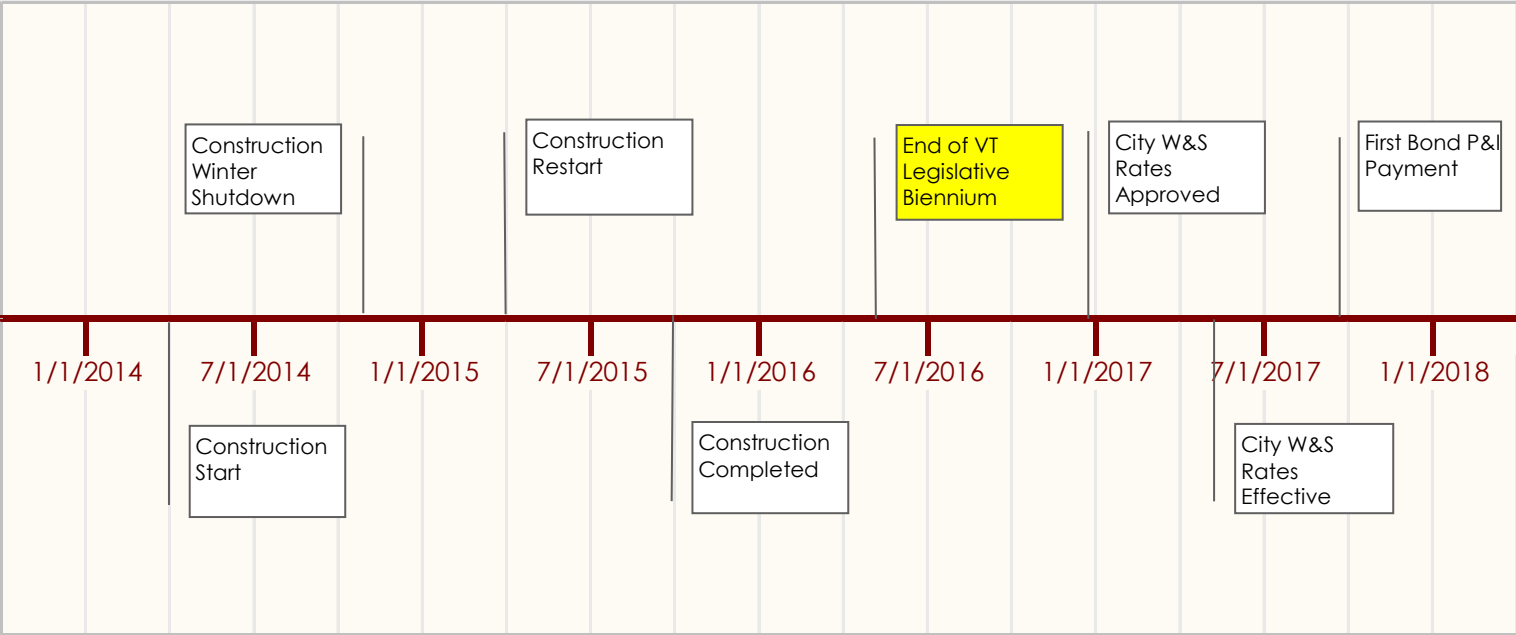 Construction
Winter
Shutdown
Construction
Restart
End of VT
Legislative
Biennium
City W&S
Rates
Approved
First Bond P&I
Payment
1/1/2014
7/1/2014
1/1/2015
7/1/2015
1/1/2016
7/1/2016
1/1/2017
7/1/2017
1/1/2018
Construction
Start
Construction
Completed
City W&S
Rates
Effective